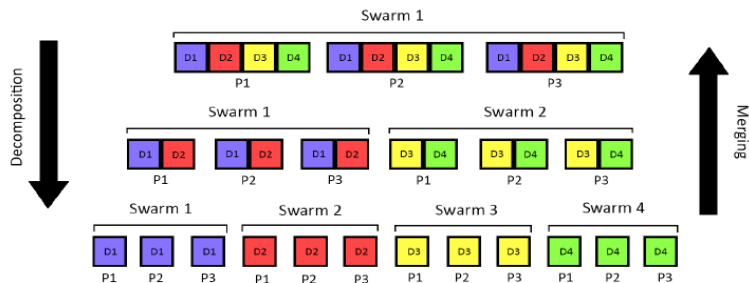 Swarm 1
D1 D2 D3 D4 D1 D2 D3 D4 D1 D2 D3 D4
P1 P2 P3
Decomposition
Merging
Swarm 1 Swarm 2
D1 D2 D1 D2 D1 D2 D3 D4 D3 D4 D3 D4
P1 P2 P3 P1 P2 P3
Swarm 1 Swarm 2 Swarm 3 Swarm 4
D1 D1 D1 D2 D2 D2 D3 D3 D3 D4 D4 D4
P1 P2 P3 P1 P2 P3 P1 P2 P3 P1 P2 P3